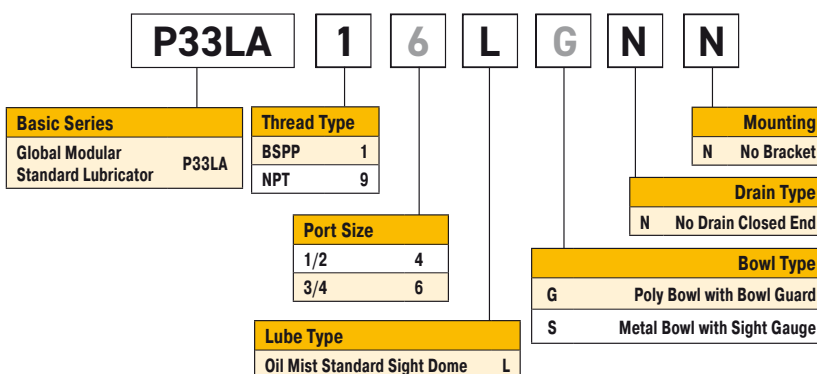 P33LA 1 6 L G N N
Basic Series
Global Modular
Standard Lubricator P33LA
Thread Type
BSPP 1
NPT 9
Port Size
1/2 4
3/4 6
Lube Type
Oil Mist Standard Sight Dome L
Mounting
N No Bracket
Drain Type
N No Drain Closed End
Bowl Type
G Poly Bowl with Bowl Guard
S Metal Bowl with Sight Gauge